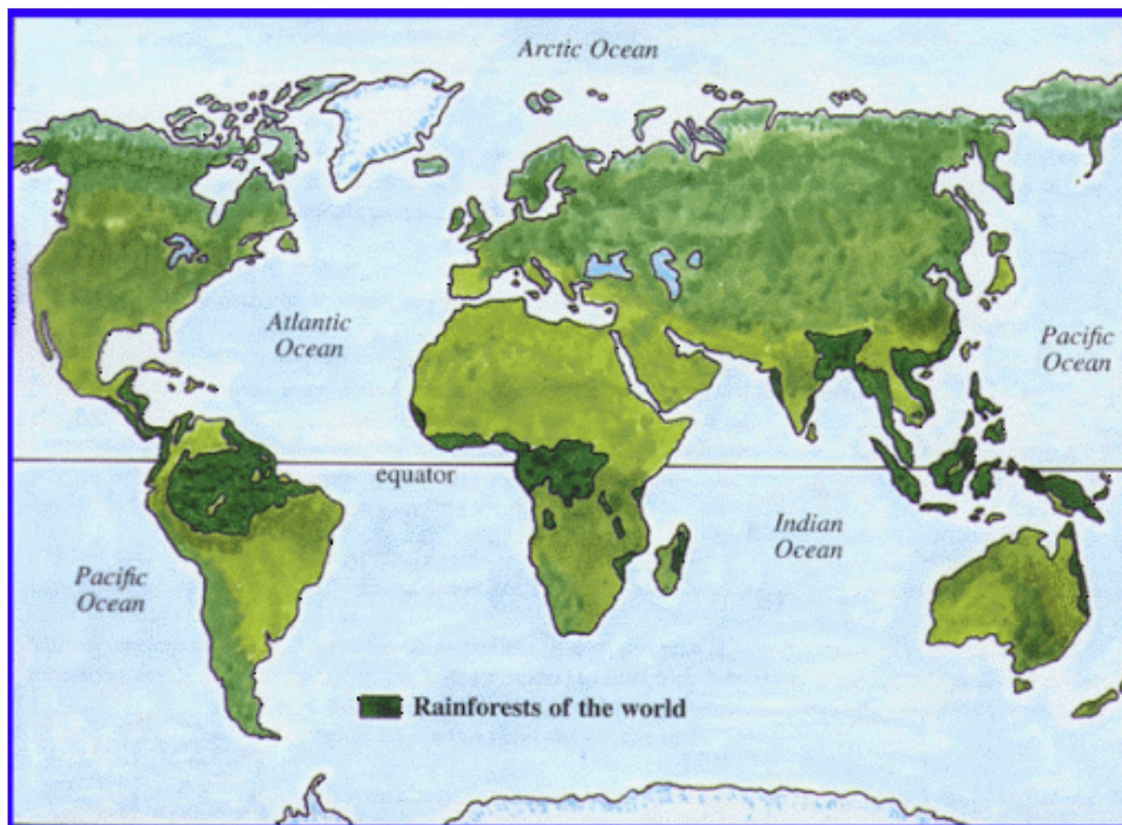 Arctic Ocean
Atlantic
Ocean
Pacific
Ocean
equator
Indian
Ocean
Pacific
Ocean
Rainforests of the world